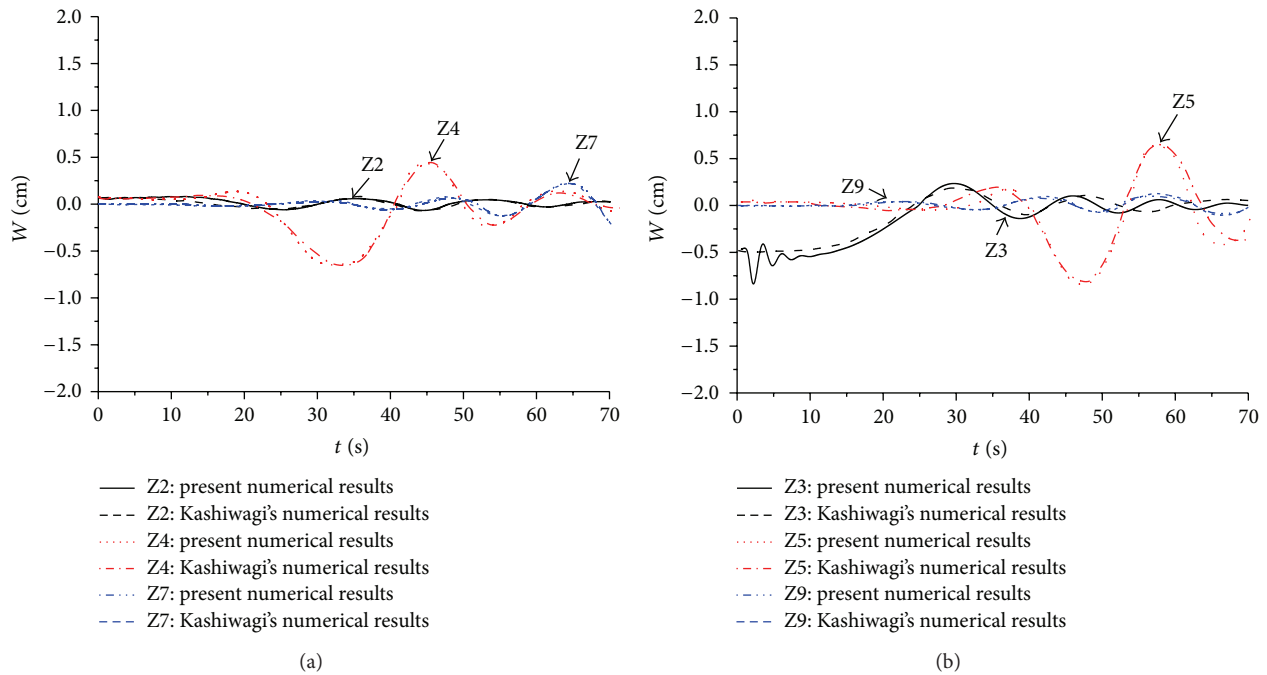 2.0
1.5
1.0
0.5
0.0
−0.5
−1.0
−1.5
−2.0
W (cm)
0 10 20 30 40 50 60 70
t (s)
Z2
Z4
Z7
Z2: present numerical results
Z2: Kashiwagi's numerical results
Z4: present numerical results
Z4: Kashiwagi's numerical results
Z7: present numerical results
Z7: Kashiwagi's numerical results
(a)
2.0
1.5
1.0
0.5
0.0
−0.5
−1.0
−1.5
−2.0
W (cm)
0 10 20 30 40 50 60 70
t (s)
Z9
Z3
Z5
Z3: present numerical results
Z3: Kashiwagi's numerical results
Z5: present numerical results
Z5: Kashiwagi's numerical results
Z9: present numerical results
Z9: Kashiwagi's numerical results
(b)